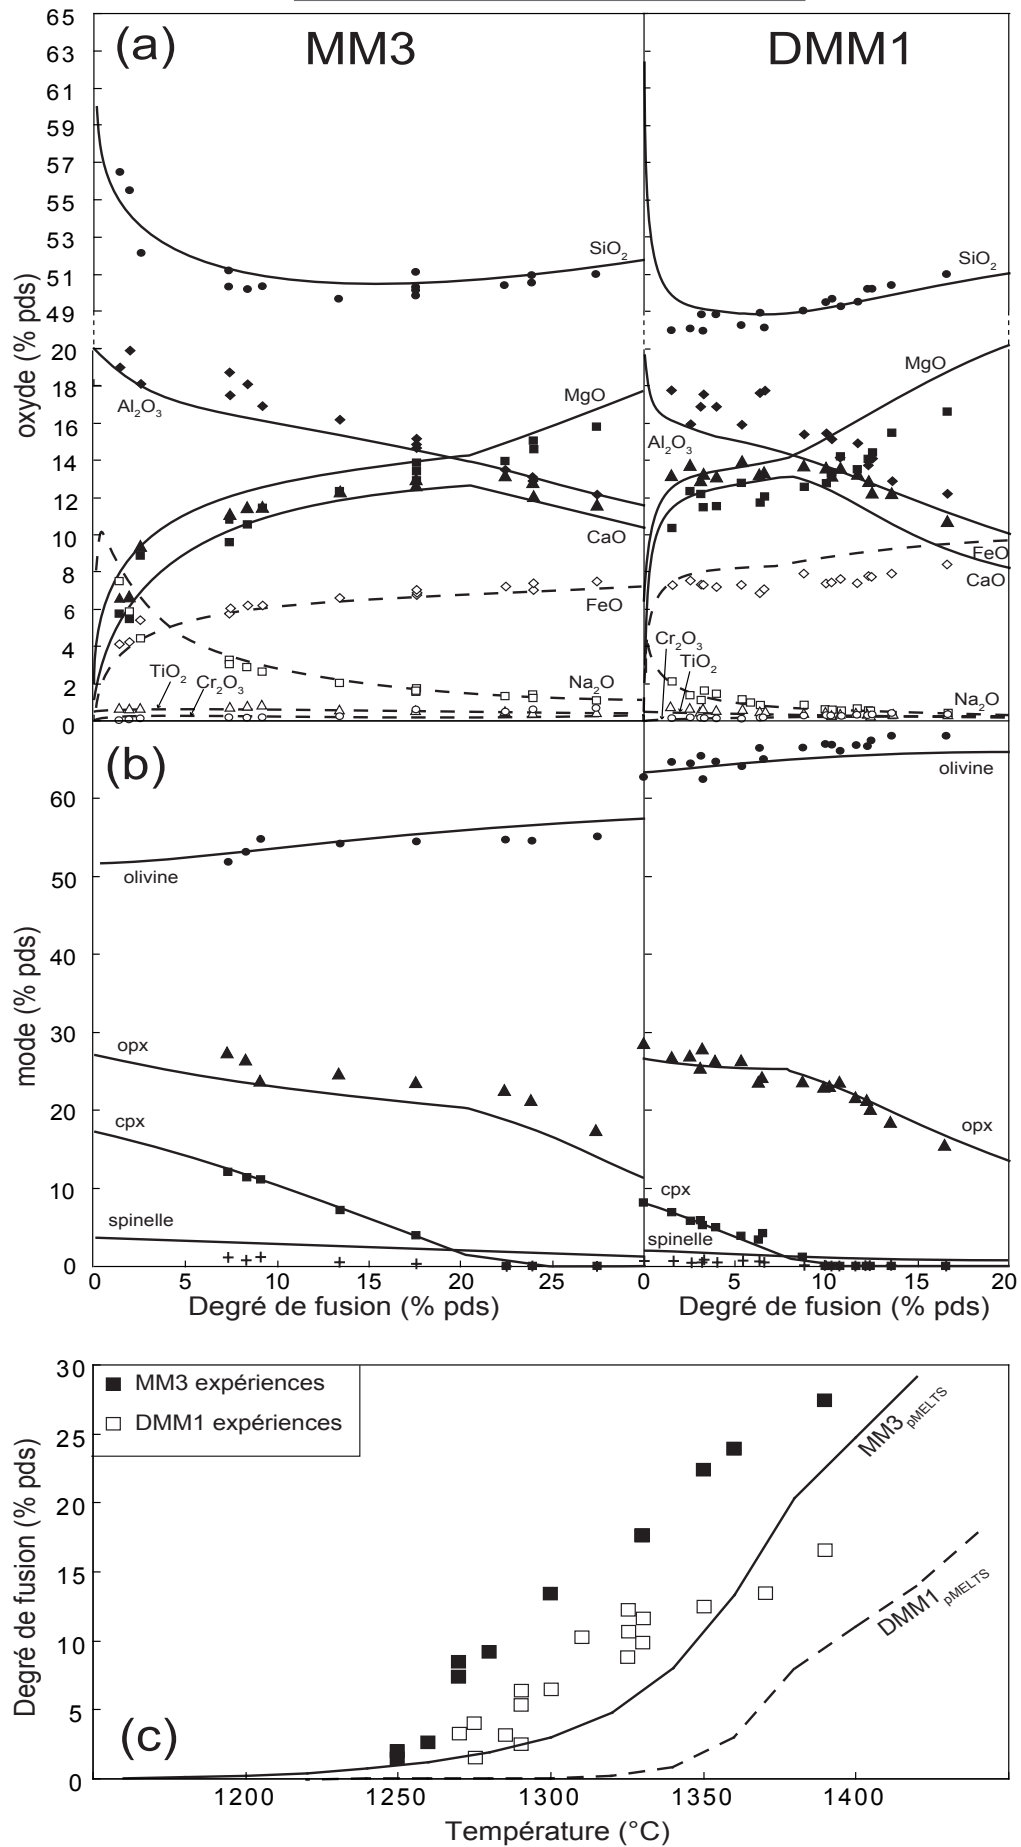 (a) MM3 DMM1
65
63
61
59
57
55
53
51
49
20
18
16
14
12
10
8
6
4
2
0
oxyde (% pds)
SiO2
Al2O3
MgO
CaO
FeO
TiO2
Cr2O3
Na2O
SiO2
MgO
Al2O3
FeO
CaO
Cr2O3
TiO2
Na2O
(b)
60
50
40
30
20
10
0
mode (% pds)
olivine
opx
cpx
spinelle
olivine
opx
cpx
spinelle
0 5 10 15 20 25 0 5 10 15 20
Degré de fusion (% pds) Degré de fusion (% pds)
30
25
20
15
10
5
0
Degré de fusion (% pds)
MM3 expériences
DMM1 expériences
MM3 pMELTS
DMM1 pMELTS
(c)
1200 1250 1300 1350 1400
Température (°C)